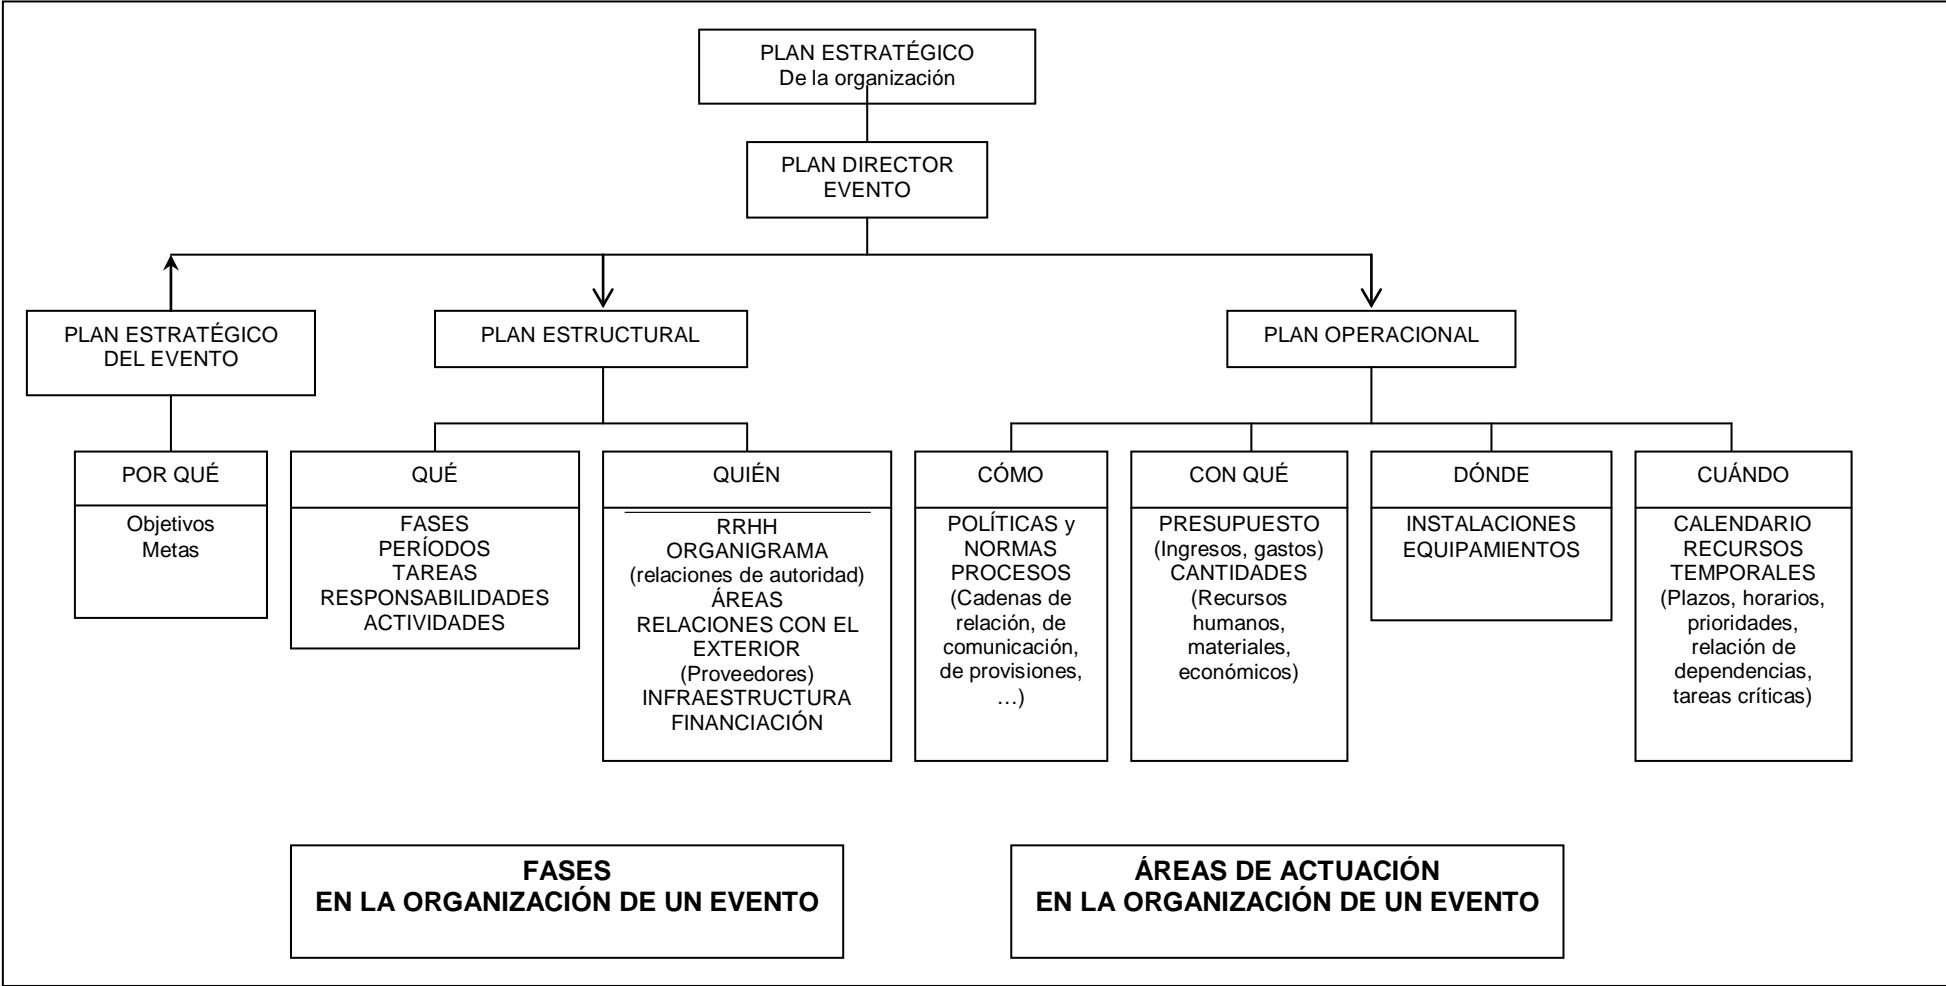 PLAN ESTRATÉGICO
De la organización
PLAN DIRECTOR
EVENTO
PLAN ESTRATÉGICO
DEL EVENTO
PLAN ESTRUCTURAL
PLAN OPERACIONAL
POR QUÉ
Objetivos
Metas
QUÉ
FASES
PERÍODOS
TAREAS
RESPONSABILIDADES
ACTIVIDADES
QUIÉN
RRHH
ORGANIGRAMA
(relaciones de autoridad)
ÁREAS
RELACIONES CON EL
EXTERIOR
(Proveedores)
INFRAESTRUCTURA
FINANCIACIÓN
CÓMO
POLÍTICAS y
NORMAS
PROCESOS
(Cadenas de
relación, de
comunicación,
de provisiones,
…)
CON QUÉ
PRESUPUESTO
(Ingresos, gastos)
CANTIDADES
(Recursos
humanos,
materiales,
económicos)
DÓNDE
INSTALACIONES
EQUIPAMIENTOS
CUÁNDO
CALENDARIO
RECURSOS
TEMPORALES
(Plazos, horarios,
prioridades,
relación de
dependencias,
tareas críticas)
FASES
EN LA ORGANIZACIÓN DE UN EVENTO
ÁREAS DE ACTUACIÓN
EN LA ORGANIZACIÓN DE UN EVENTO